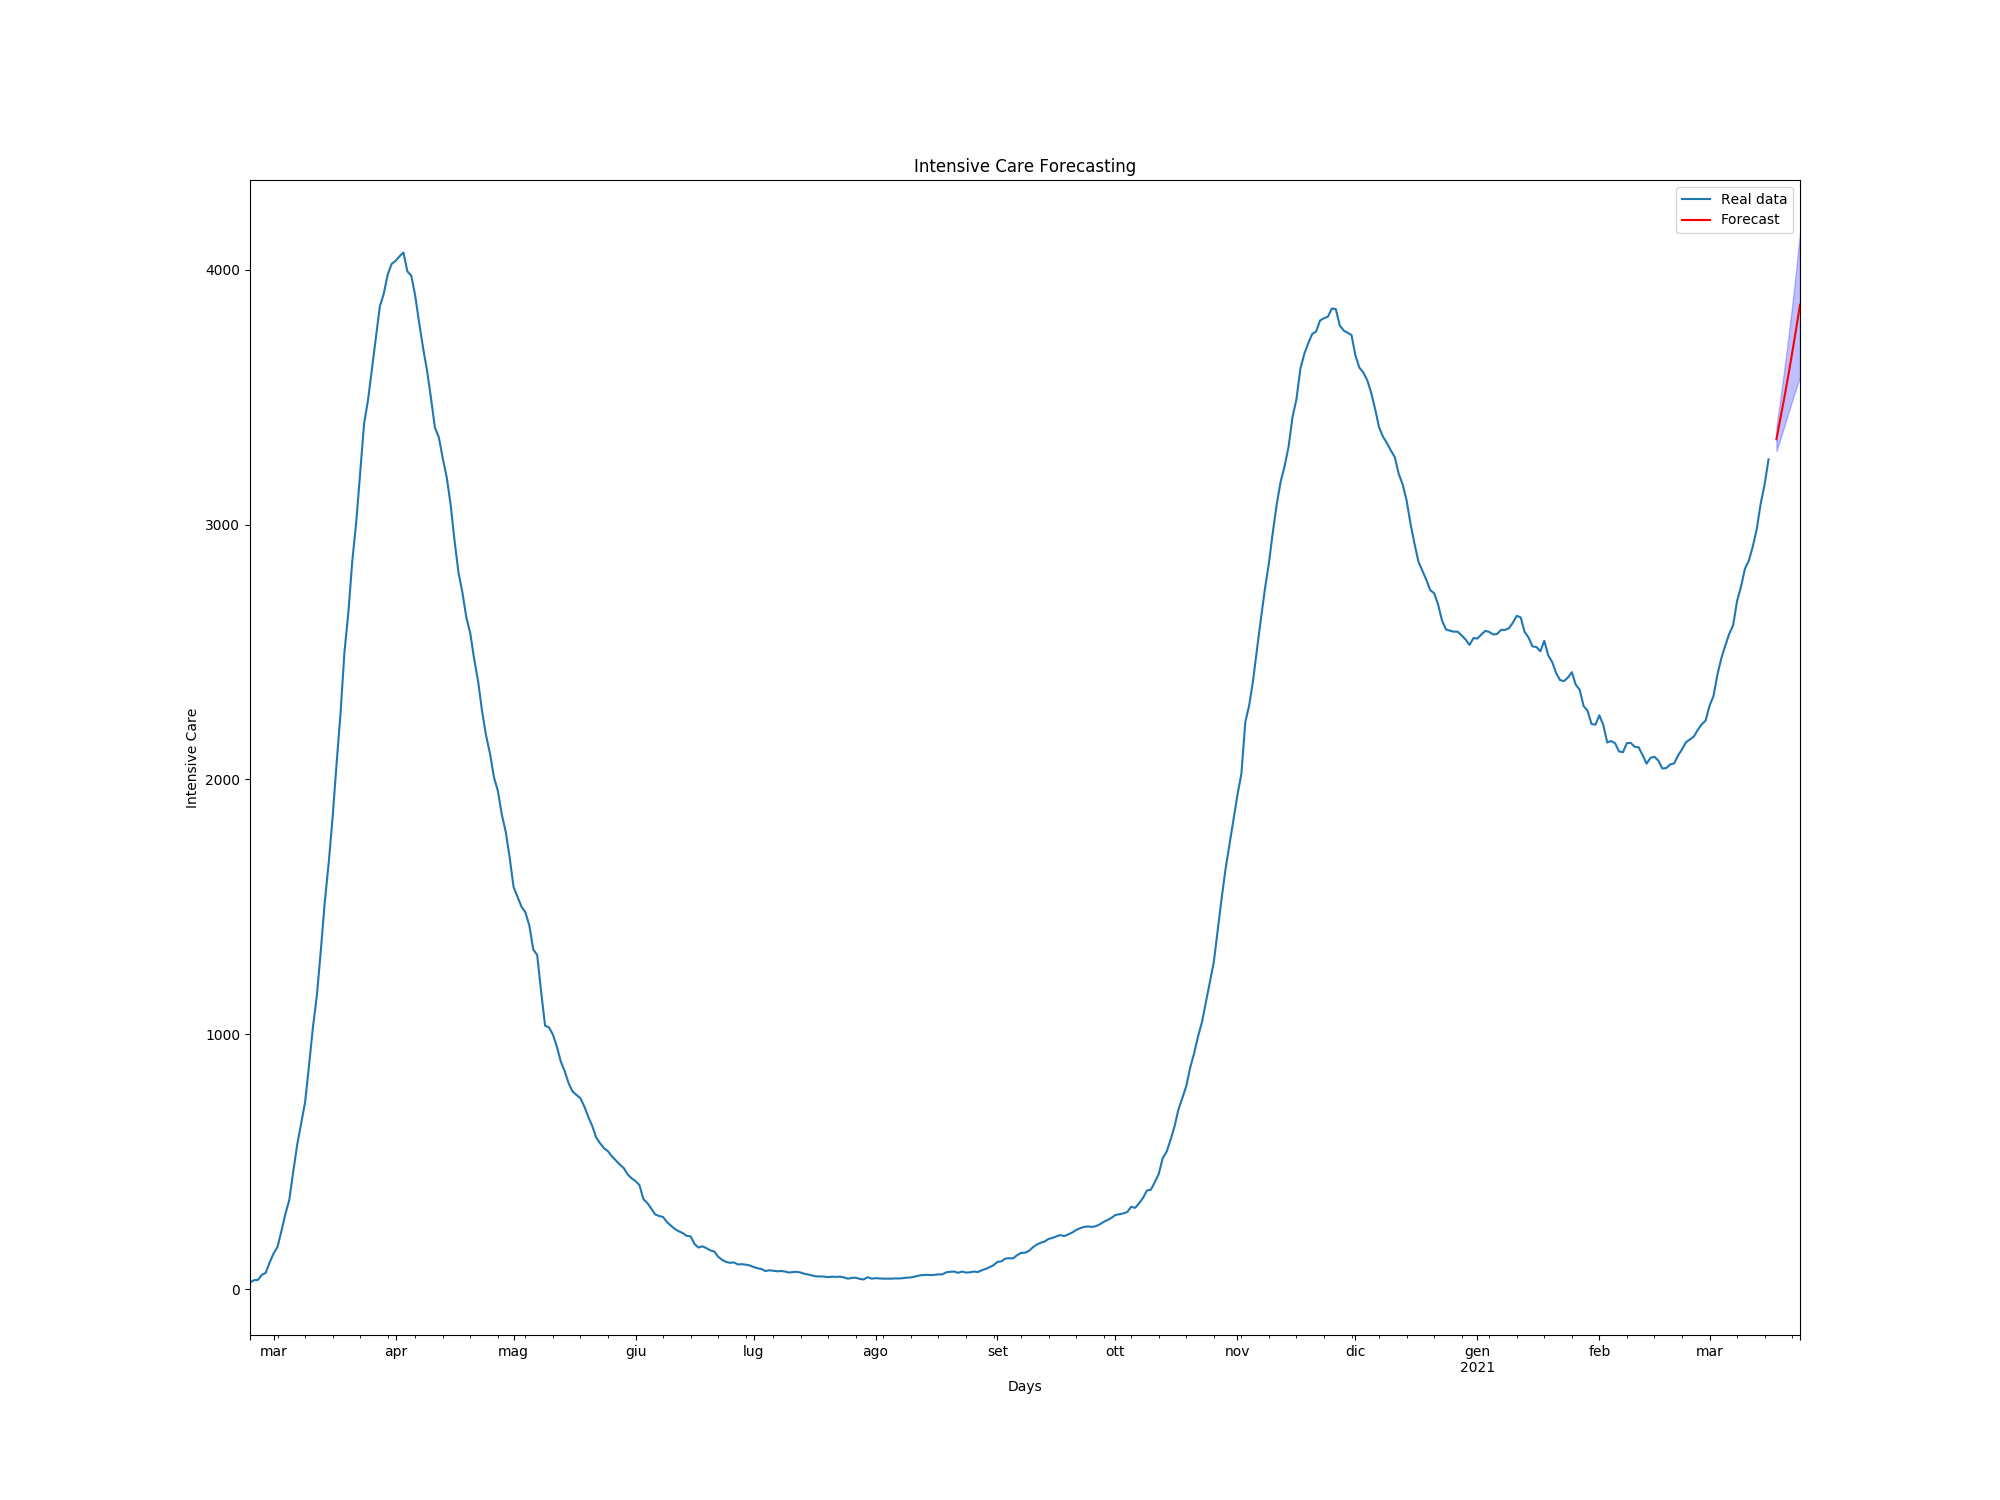 Intensive Care Forecasting
Real data
Forecast
4000
3000
2000
1000
0
Intensive Care
mar apr mag giu lug ago set ott nov dic gen feb mar
2021
Days